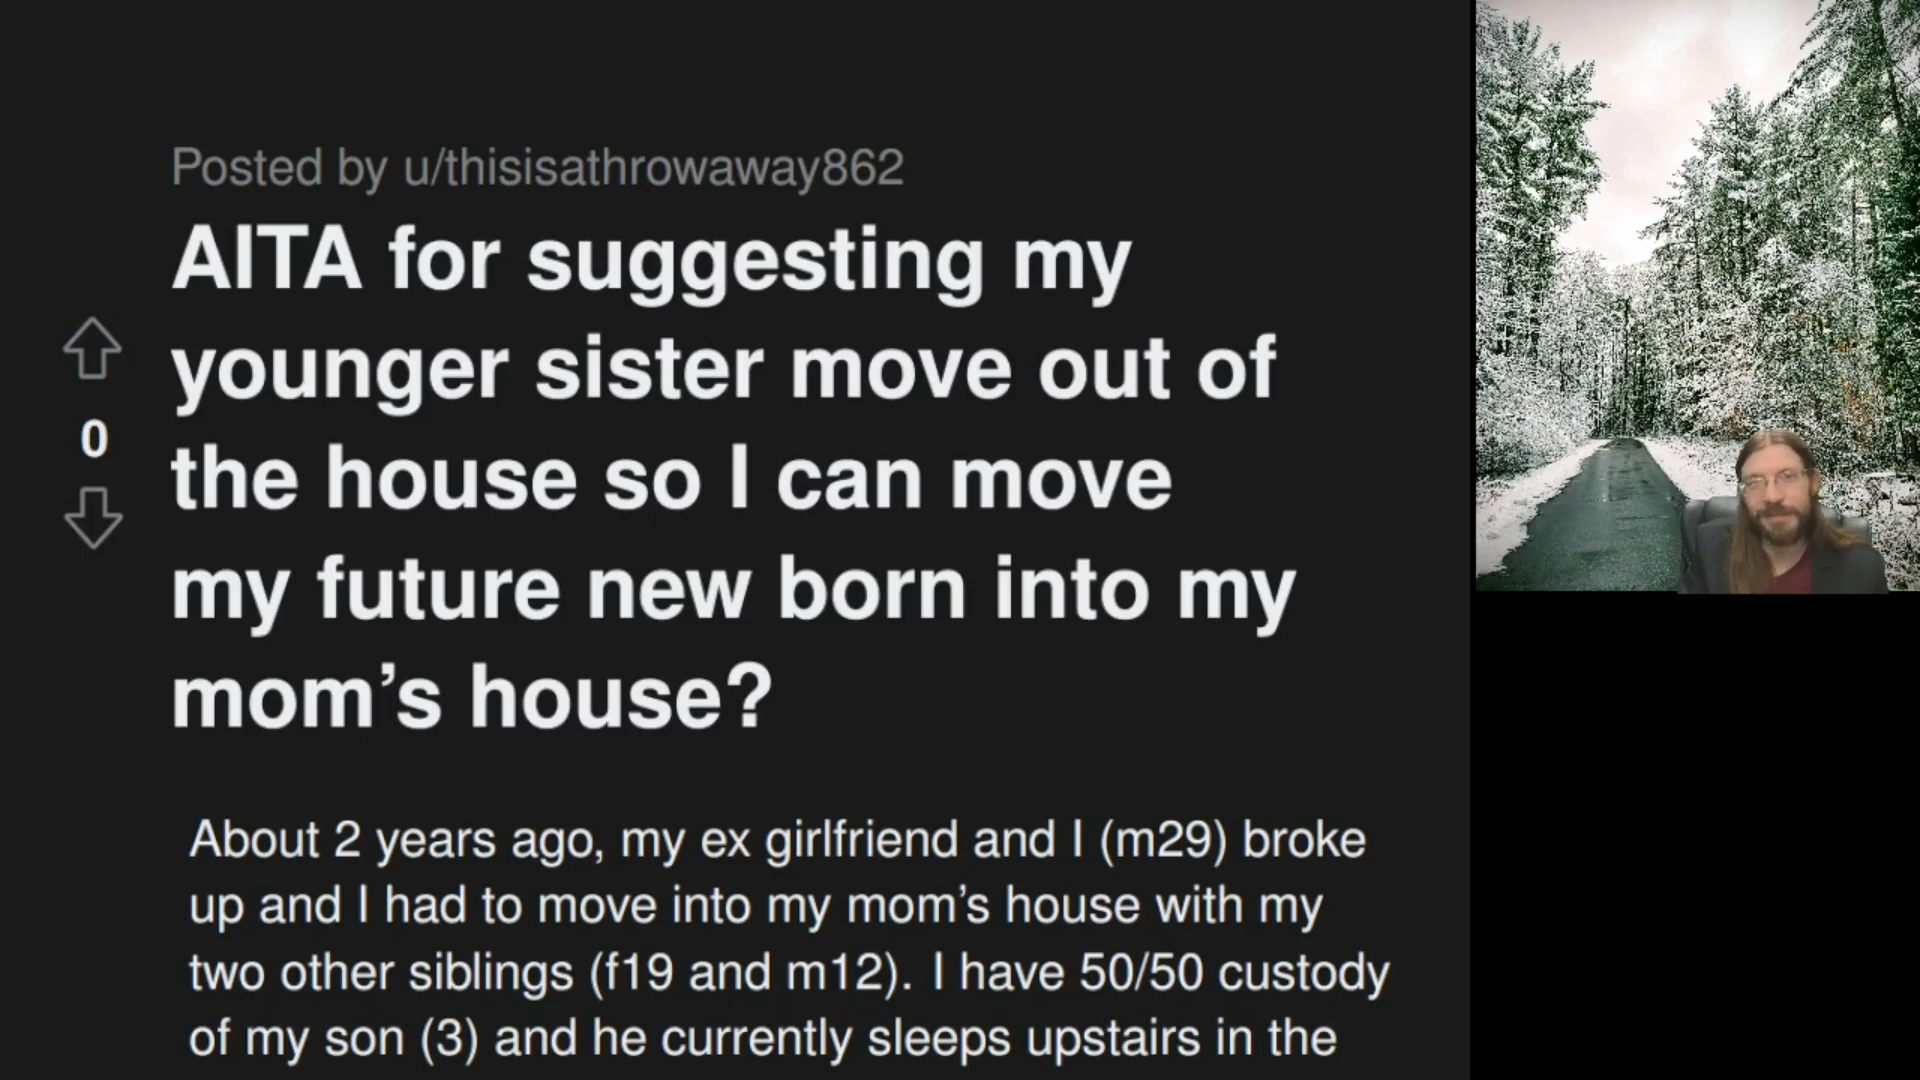 Posted by u/thisisathrowaway862
AITA for suggesting my
younger sister move out of
the house so I can move
my future new born into my
mom’s house?
0
About 2 years ago, my ex girlfriend and I (m29) broke
up and I had to move into my mom’s house with my
two other siblings (f19 and m12). I have 50/50 custody
of my son (3) and he currently sleeps upstairs in the